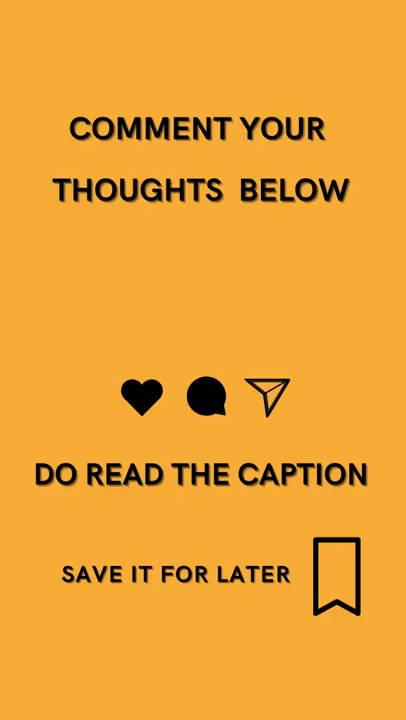 COMMENT YOUR
THOUGHTS BELOW
DO READ THE CAPTION
SAVE IT FOR LATER